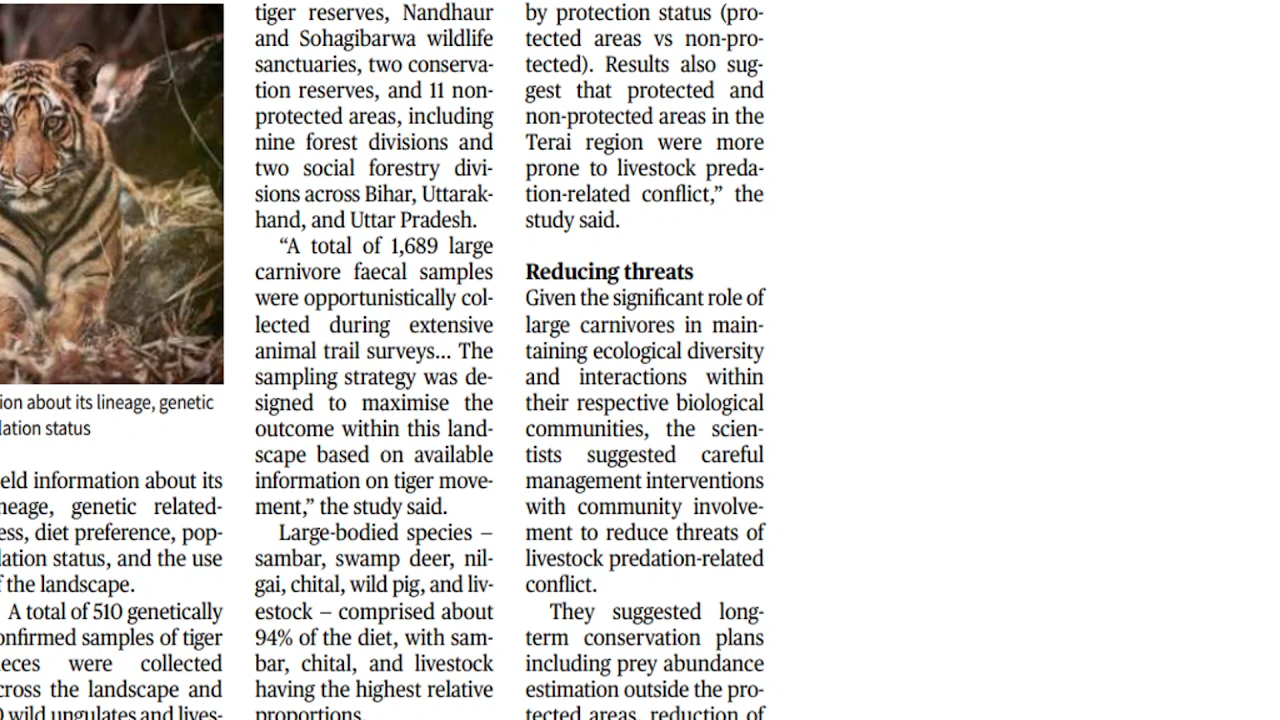 ion about its lineage, genetic
lation status
eld information about its
neage, genetic related-
ess, diet preference, pop-
lation status, and the use
f the landscape.
A total of 510 genetically
onfirmed samples of tiger
eces were collected
cross the landscape and
0 wild ungulates and lives-
tiger reserves, Nandhaur
and Sohagibarwa wildlife
sanctuaries, two conserva-
tion reserves, and 11 non-
protected areas, including
nine forest divisions and
two social forestry divi-
sions across Bihar, Uttarak-
hand, and Uttar Pradesh.
“A total of 1,689 large
carnivore faecal samples
were opportunistically col-
lected during extensive
animal trail surveys... The
sampling strategy was de-
signed to maximise the
outcome within this land-
scape based on available
information on tiger move-
ment,” the study said.
Large-bodied species –
sambar, swamp deer, nil-
gai, chital, wild pig, and liv-
estock – comprised about
94% of the diet, with sam-
bar, chital, and livestock
having the highest relative
proportions.
by protection status (pro-
tected areas vs non-pro-
tected). Results also sug-
gest that protected and
non-protected areas in the
Terai region were more
prone to livestock preda-
tion-related conflict,” the
study said.
Reducing threats
Given the significant role of
large carnivores in main-
taining ecological diversity
and interactions within
their respective biological
communities, the scien-
tists suggested careful
management interventions
with community involve-
ment to reduce threats of
livestock predation-related
conflict.
They suggested long-
term conservation plans
including prey abundance
estimation outside the pro-
tected areas, reduction of